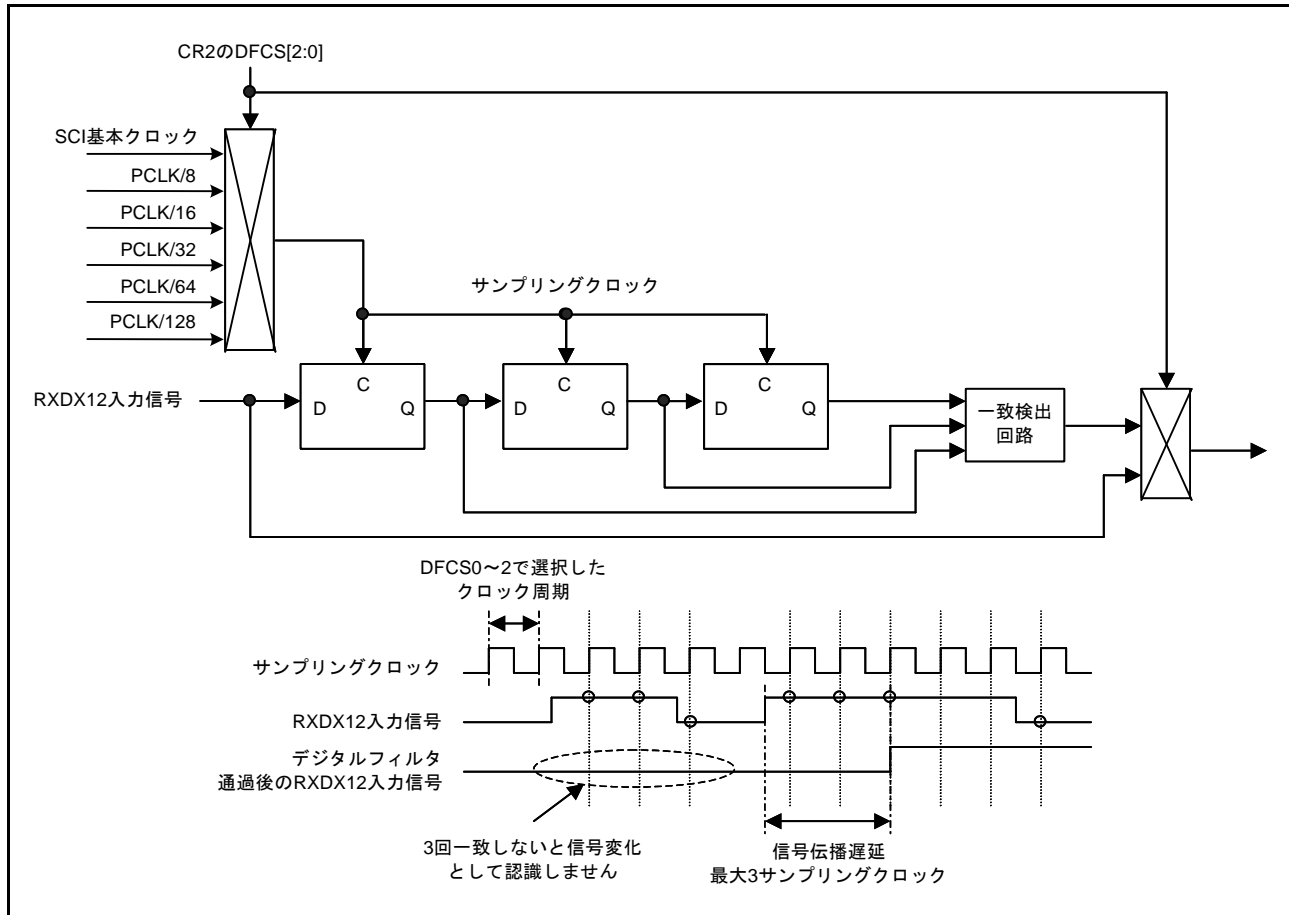 CR2のDFCS[2:0]
SCI基本クロック
PCLK/8
PCLK/16
PCLK/32
PCLK/64
PCLK/128
サンプリングクロック
RXDX12入力信号
C
D
Q
C
D
Q
C
D
Q
一致検出
回路
DFCS0～2で選択した
クロック周期
サンプリングクロック
RXDX12入力信号
デジタルフィルタ
通過後のRXDX12入力信号
3回一致しないと信号変化
として認識しません
信号伝播遅延
最大3サンプリングクロック